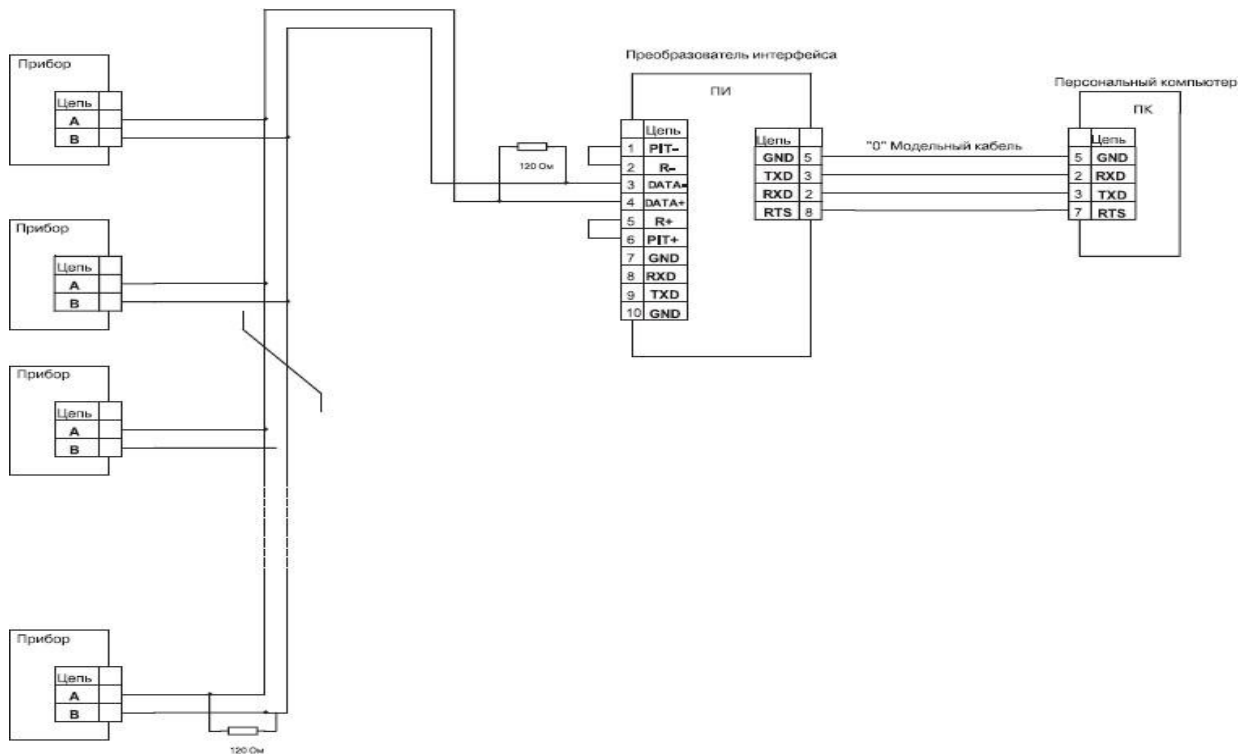 Преобразователь интерфейса
Прибор
Цепь
A
B
Прибор
Цепь
A
B
Прибор
Цепь
A
B
Прибор
Цепь
A
B
120 Ом
120 Ом
ПИ
Цепь
1 PIT-
2 R-
3 DATA-
4 DATA+
5 R+
6 PIT+
7 GND
8 RXD
9 TXD
10 GND
Цепь
GND 5
TXD 3
RXD 2
RTS 8
"0" Модельный кабель
Персональный компьютер
ПК
Цепь
5 GND
2 RXD
3 TXD
7 RTS